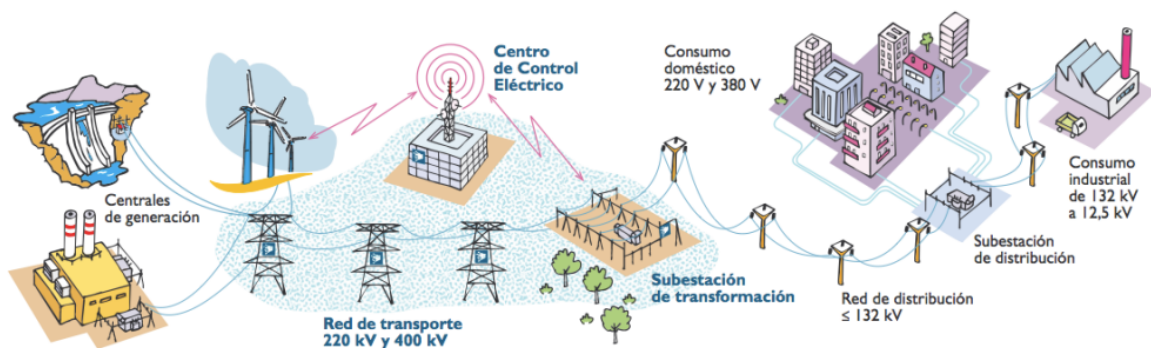 Centro
de Control
Eléctrico
Consumo
doméstico
220 V y 380 V
Centrales
de generación
Consumo
industrial
de 132 kV
a 12,5 kV
Subestación
de distribución
Subestación
de transformación
Red de distribución
≤ 132 kV
Red de transporte
220 kV y 400 kV